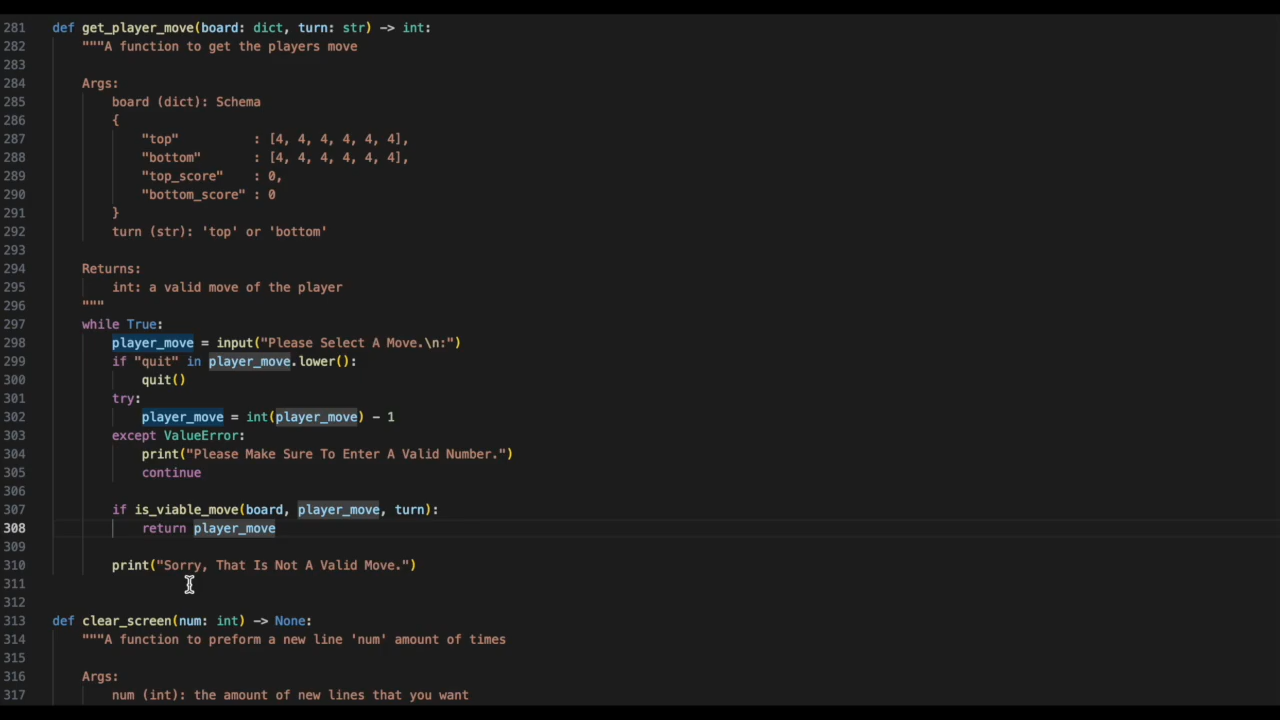 281 def get_player_move(board: dict, turn: str) -> int:
282 """A function to get the players move
283
284 Args:
285 board (dict): Schema
286 {
287 "top" : [4, 4, 4, 4, 4, 4],
288 "bottom" : [4, 4, 4, 4, 4, 4],
289 "top_score" : 0,
290 "bottom_score" : 0
291 }
292 turn (str): 'top' or 'bottom'
293
294 Returns:
295 int: a valid move of the player
296 """
297 while True:
298 player_move = input("Please Select A Move.\n:")
299 if "quit" in player_move.lower():
300 quit()
301 try:
302 player_move = int(player_move) - 1
303 except ValueError:
304 print("Please Make Sure To Enter A Valid Number.")
305 continue
306
307 if is_viable_move(board, player_move, turn):
308 return player_move
309
310 print("Sorry, That Is Not A Valid Move.")
311
312
313 def clear_screen(num: int) -> None:
314 """A function to preform a new line 'num' amount of times
315
316 Args:
317 num (int): the amount of new lines that you want